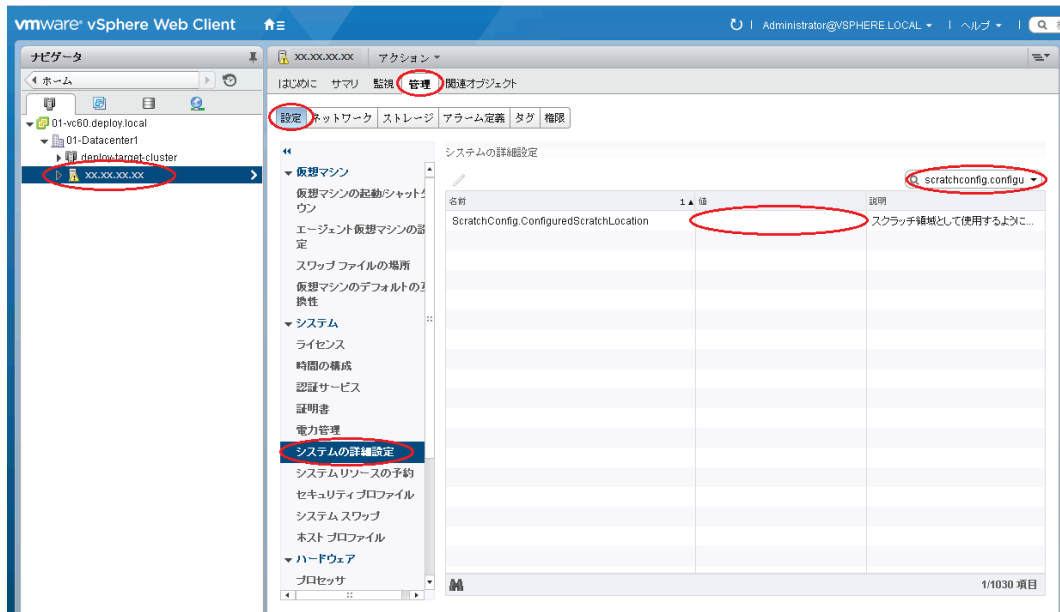 vmware® vSphere Web Client
Administrator@VSPHERE.LOCAL
ヘルプ
ナビゲータ
ホーム
01-vc60.deploy.local
01-Datacenter1
deploy-target-cluster
xx.xx.xx.xx
xx.xx.xx.xx
アクション
はじめに サマリ 監視 管理 関連オブジェクト
設定 ネットワーク ストレージ アラーム定義 タグ 権限
仮想マシン
仮想マシンの起動/シャットダ
ウン
エージェント仮想マシンの設
定
スワップ ファイルの場所
仮想マシンのデフォルトの互
換性
システム
ライセンス
時間の構成
認証サービス
証明書
電力管理
システムの詳細設定
システム リソースの予約
セキュリティ プロファイル
システム スワップ
ホスト プロファイル
ハードウェア
プロセッサ
システムの詳細設定
scratchconfig.configu
名前 1 値 説明
ScratchConfig.ConfiguredScratchLocation スクラッチ領域として使用するように...
1/1030 項目